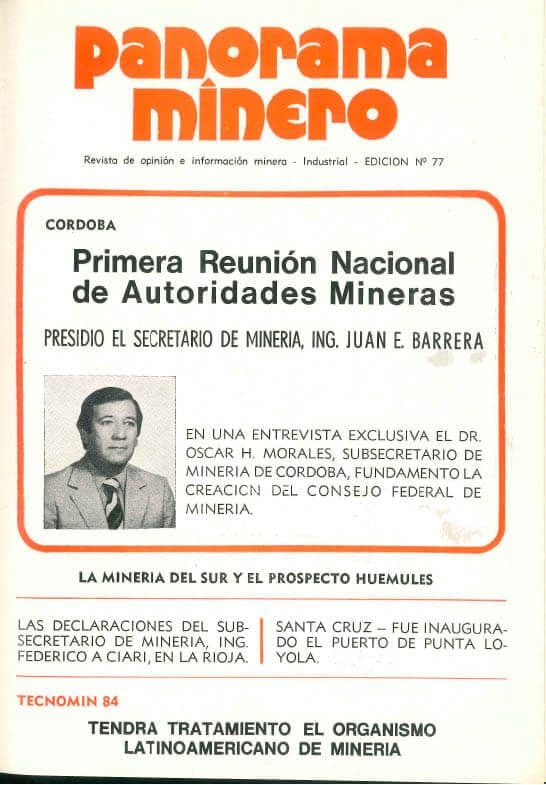 panorama
minero
Revista de opinión e información minera - Industrial - EDICION Nº 77
CORDOBA
Primera Reunión Nacional
de Autoridades Mineras
PRESIDIO EL SECRETARIO DE MINERIA, ING. JUAN E. BARRERA
EN UNA ENTREVISTA EXCLUSIVA EL DR.
OSCAR H. MORALES, SUBSECRETARIO DE
MINERIA DE CORDOBA, FUNDAMENTO LA
CREACION DEL CONSEJO FEDERAL DE
MINERIA.
LA MINERIA DEL SUR Y EL PROSPECTO HUEMULES
LAS DECLARACIONES DEL SUB-
SECRETARIO DE MINERIA, ING.
FEDERICO A CIARI, EN LA RIOJA.
SANTA CRUZ – FUE INAUGURA-
DO EL PUERTO DE PUNTA LO-
YOLA.
TECNOMIN 84
TENDRA TRATAMIENTO EL ORGANISMO
LATINOAMERICANO DE MINERIA